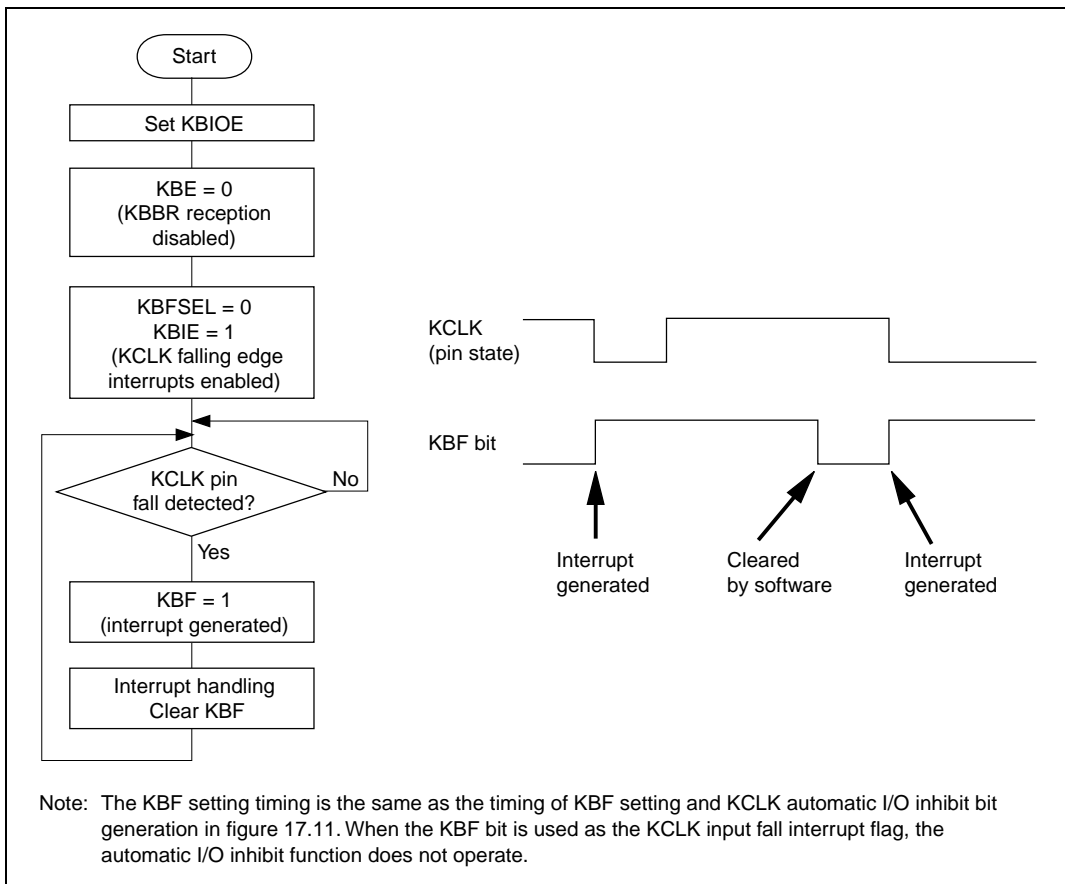 Start
Set KBIOE
KBE = 0
(KBBR reception
disabled)
KBFSEL = 0
KBIE = 1
(KCLK falling edge
interrupts enabled)
KCLK pin
fall detected?
No
Yes
KBF = 1
(interrupt generated)
Interrupt handling
Clear KBF
KCLK
(pin state)
KBF bit
Interrupt
generated
Cleared
by software
Interrupt
generated
Note: The KBF setting timing is the same as the timing of KBF setting and KCLK automatic I/O inhibit bit
generation in figure 17.11. When the KBF bit is used as the KCLK input fall interrupt flag, the
automatic I/O inhibit function does not operate.